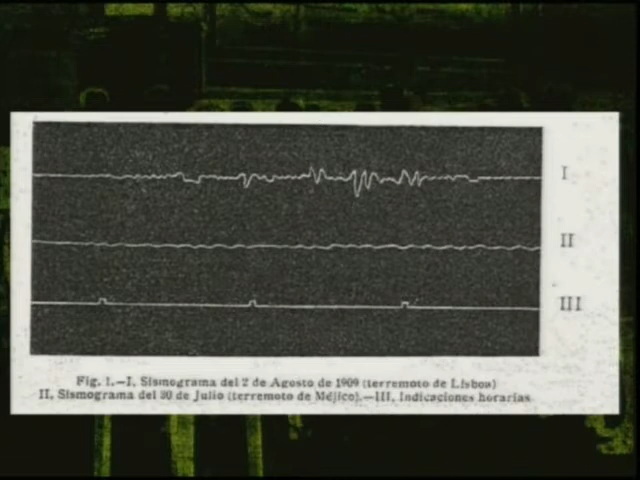 I
II
III
Fig. 1.—I, Sismograma del 2 de Agosto de 1909 (terremoto de Lisboa)
II, Sismograma del 30 de Julio (terremoto de Méjico).—III, Indicaciones horarias